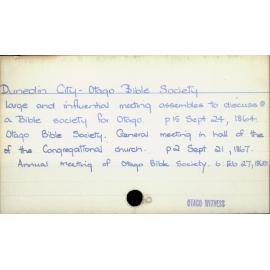 Dunedin City - Otago Bible Society
large and influential meeting assembles to discuss @
a Bible society for Otago. p15 Sept 24, 1864.
Otago Bible Society. General meeting in hall of the
of the Congregational church. p2 Sept 21, 1867.
Annual meeting of Otago Bible Society. 6 Feb 27,
OTAGO WITNESS